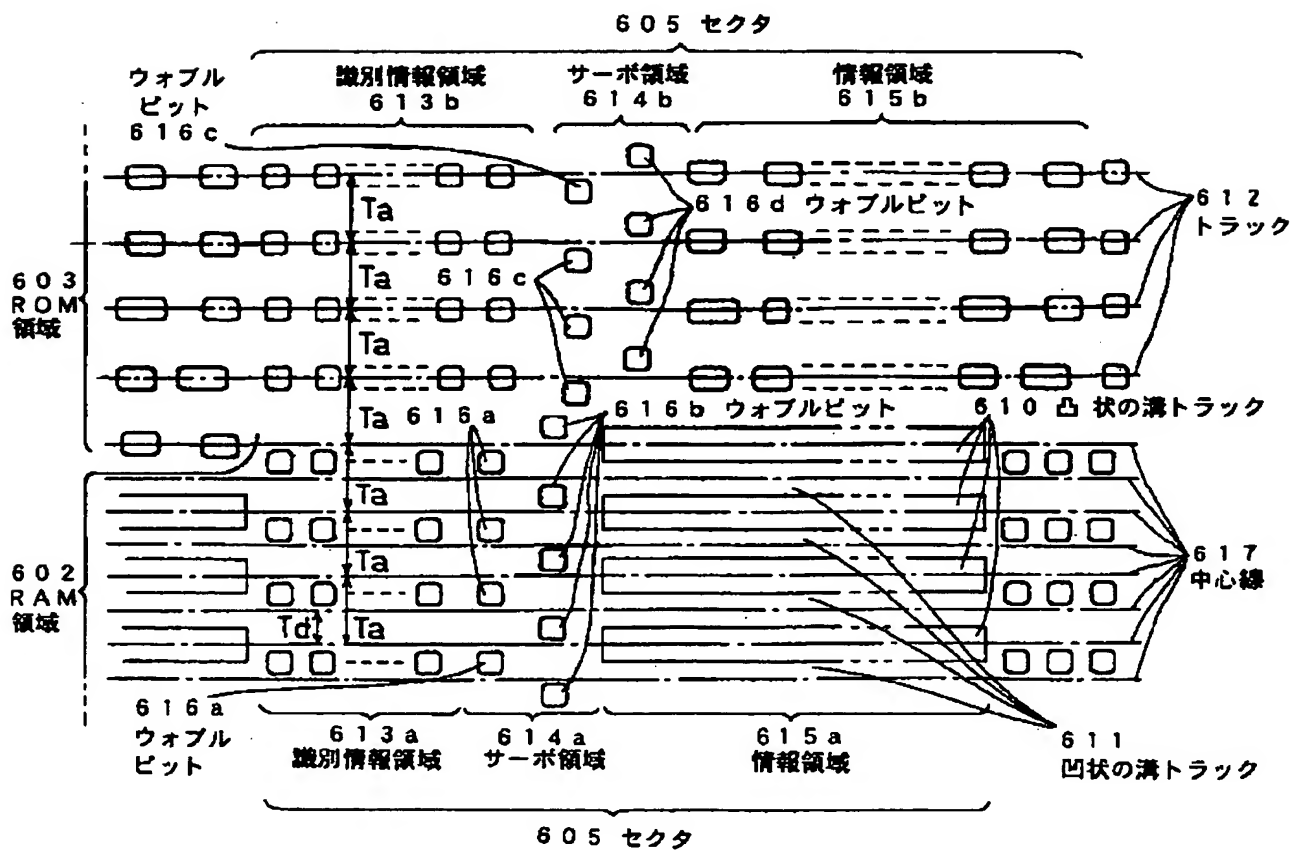 605 セクタ
ウォブル
ピット
616c
識別情報領域
613b
サーボ領域
614b
情報領域
615b
Ta
616d ウォブルピット
612
トラック
603
ROM
領域
Ta
616c
Ta
Ta
616a
616b ウォブルピット
610 凸状の溝トラック
Ta
Ta
602
RAM
領域
Td
Ta
617
中心線
616a
ウォブル
ピット
613a
識別情報領域
614a
サーボ領域
615a
情報領域
611
凹状の溝トラック
605 セクタ